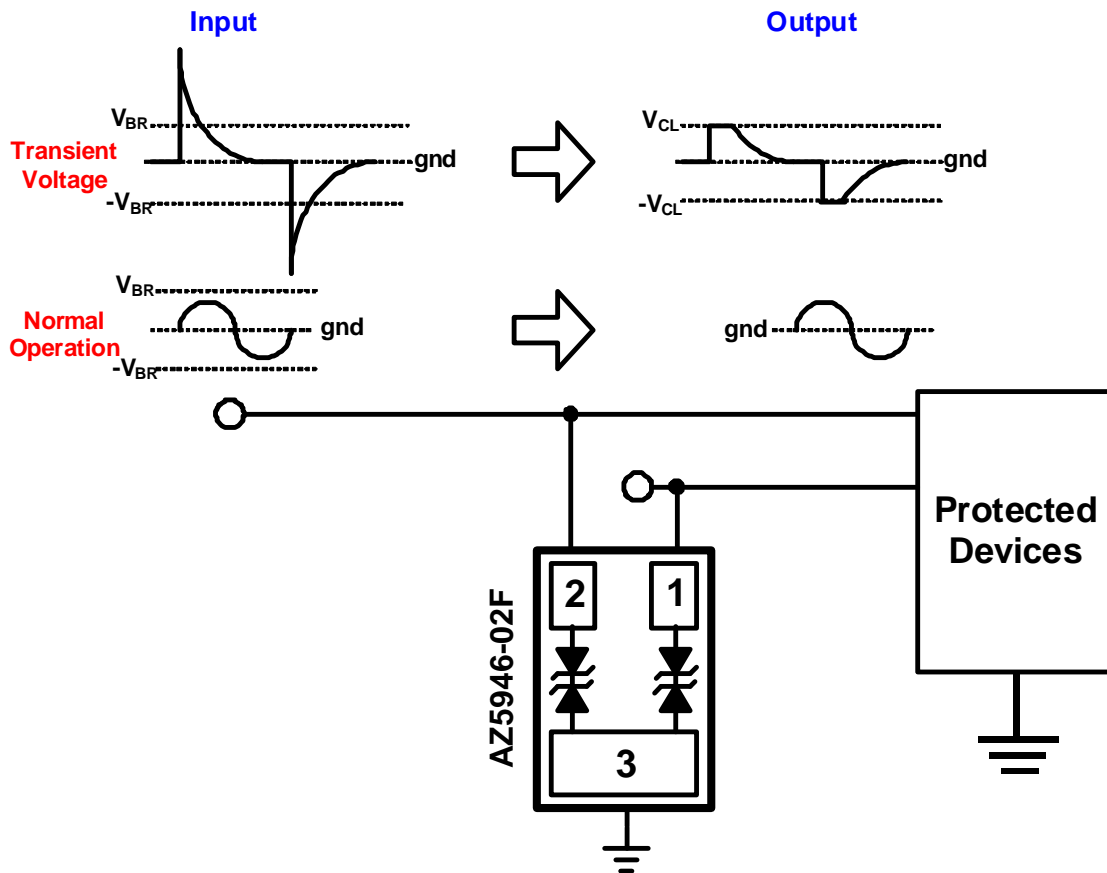 Input
Output
VBR
Transient
Voltage
gnd
-VBR
VCL
gnd
-VCL
VBR
Normal
Operation
gnd
-VBR
gnd
Protected
Devices
AZ5946-02F
2
1
3